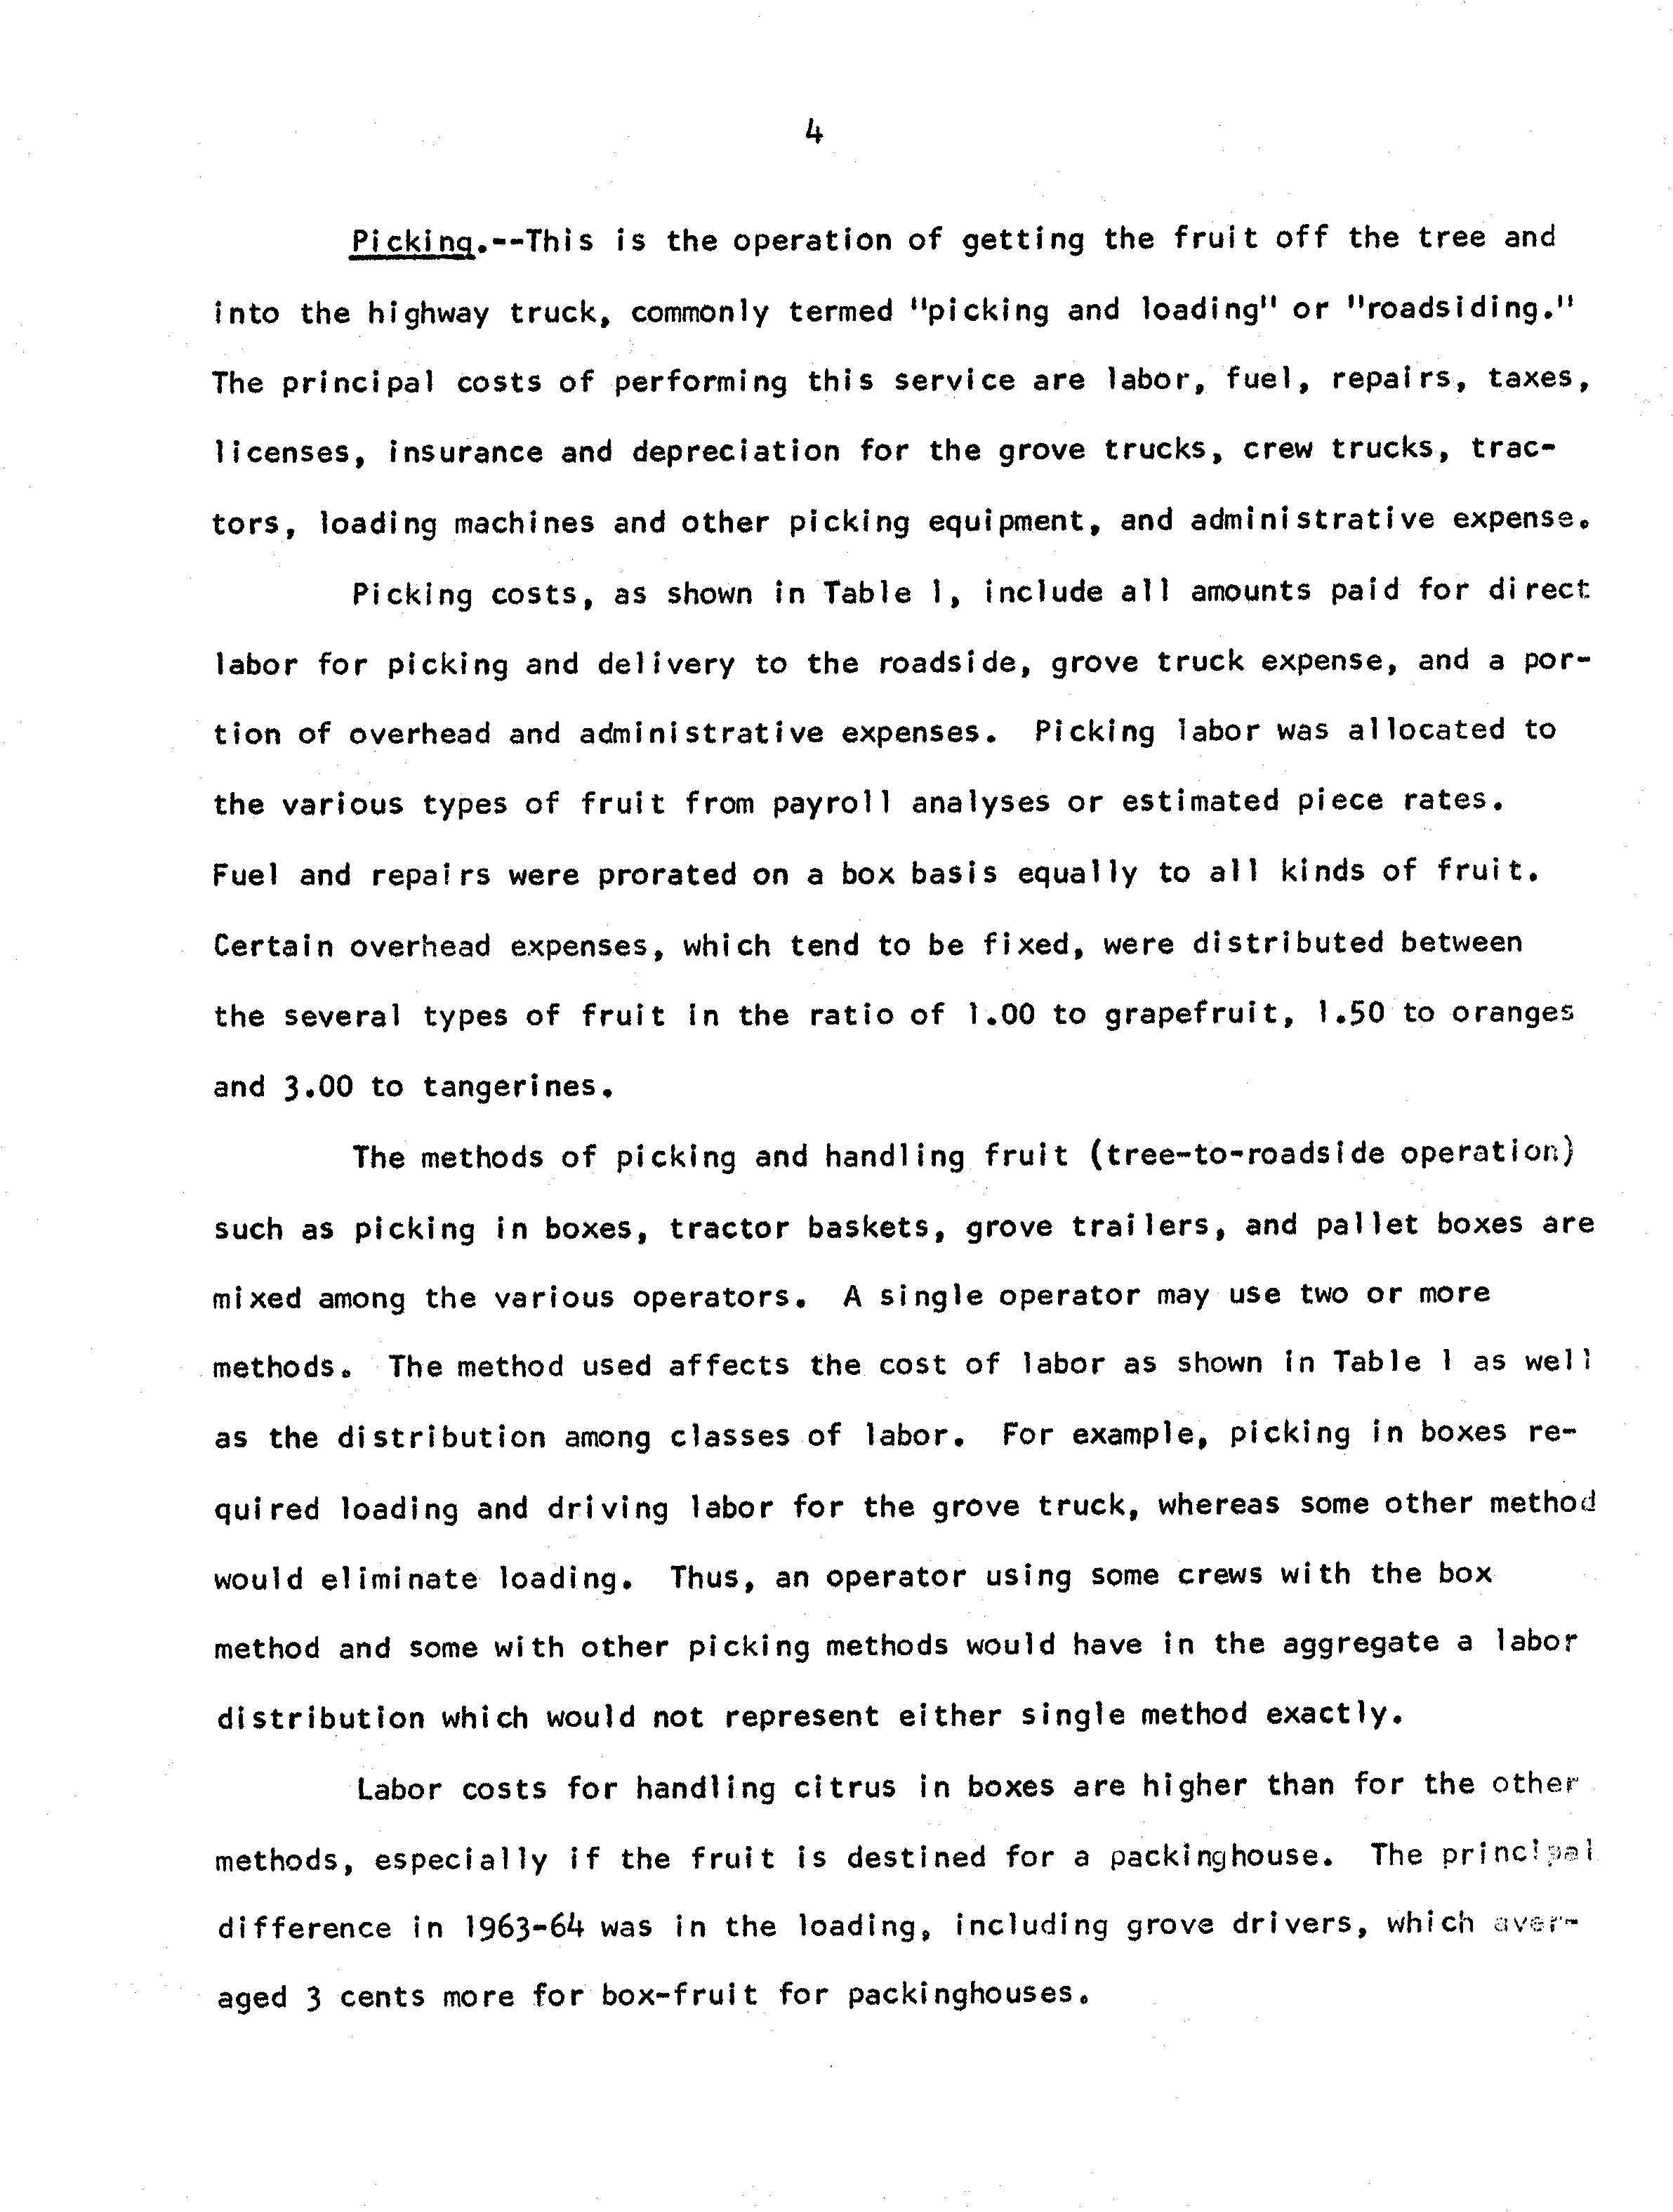 4
Picking.--This is the operation of getting the fruit off the tree and
into the highway truck, commonly termed "picking and loading" or "roadsiding."
The principal costs of performing this service are labor, fuel, repairs, taxes,
licenses, insurance and depreciation for the grove trucks, crew trucks, trac-
tors, loading machines and other picking equipment, and administrative expense.
Picking costs, as shown in Table 1, include all amounts paid for direct
labor for picking and delivery to the roadside, grove truck expense, and a por-
tion of overhead and administrative expenses. Picking labor was allocated to
the various types of fruit from payroll analyses or estimated piece rates.
Fuel and repairs were prorated on a box basis equally to all kinds of fruit.
Certain overhead expenses, which tend to be fixed, were distributed between
the several types of fruit in the ratio of 1.00 to grapefruit, 1.50 to oranges
and 3.00 to tangerines.
The methods of picking and handling fruit (tree-to-roadside operation)
such as picking in boxes, tractor baskets, grove trailers, and pallet boxes are
mixed among the various operators. A single operator may use two or more
methods. The method used affects the cost of labor as shown in Table 1 as well
as the distribution among classes of labor. For example, picking in boxes re-
quired loading and driving labor for the grove truck, whereas some other method
would eliminate loading. Thus, an operator using some crews with the box
method and some with other picking methods would have in the aggregate a labor
distribution which would not represent either single method exactly.
Labor costs for handling citrus in boxes are higher than for the other
methods, especially if the fruit is destined for a packinghouse. The principal
difference in 1963-64 was in the loading, including grove drivers, which aver-
aged 3 cents more for box-fruit for packinghouses.